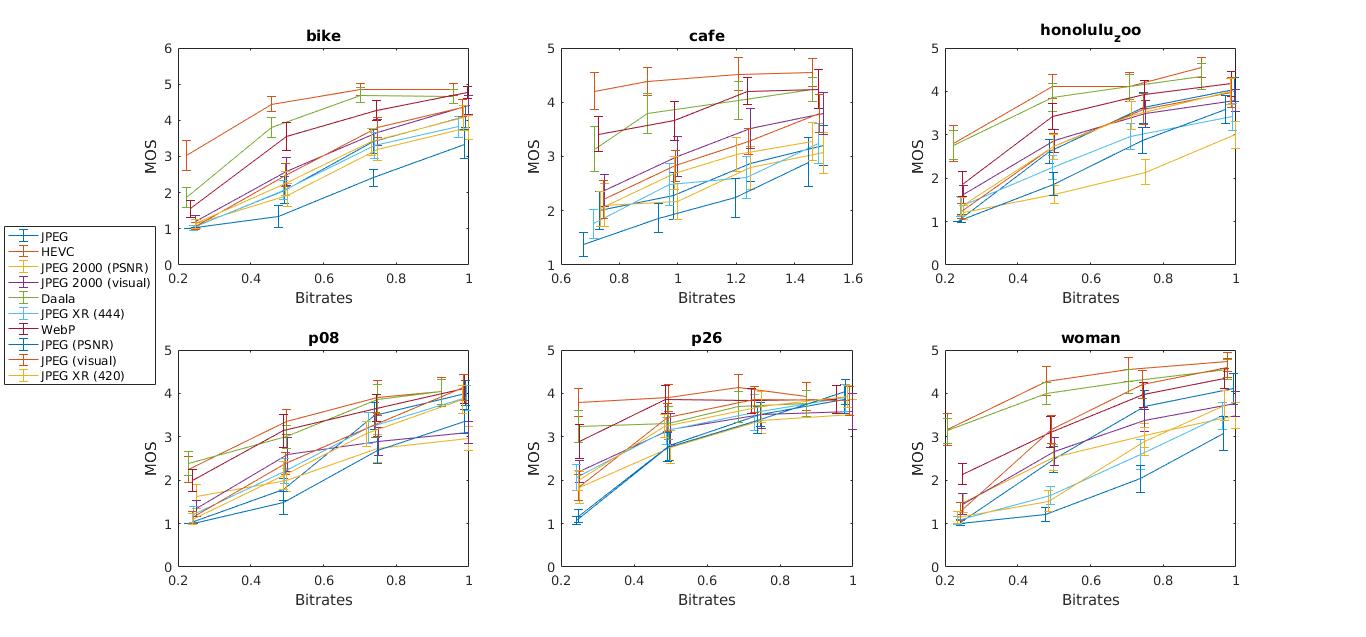 bike
6
5
4
3
2
1
0
MOS
0.2 0.4 0.6 0.8 1
Bitrates
cafe
5
4
3
2
1
MOS
0.6 0.8 1 1.2 1.4 1.6
Bitrates
honolulu_zoo
5
4
3
2
1
0
MOS
0.2 0.4 0.6 0.8 1
Bitrates
JPEG
HEVC
JPEG 2000 (PSNR)
JPEG 2000 (visual)
Daala
JPEG XR (444)
WebP
JPEG (PSNR)
JPEG (visual)
JPEG XR (420)
p08
5
4
3
2
1
0
MOS
0.2 0.4 0.6 0.8 1
Bitrates
p26
5
4
3
2
1
0
MOS
0.2 0.4 0.6 0.8 1
Bitrates
woman
5
4
3
2
1
0
MOS
0.2 0.4 0.6 0.8 1
Bitrates